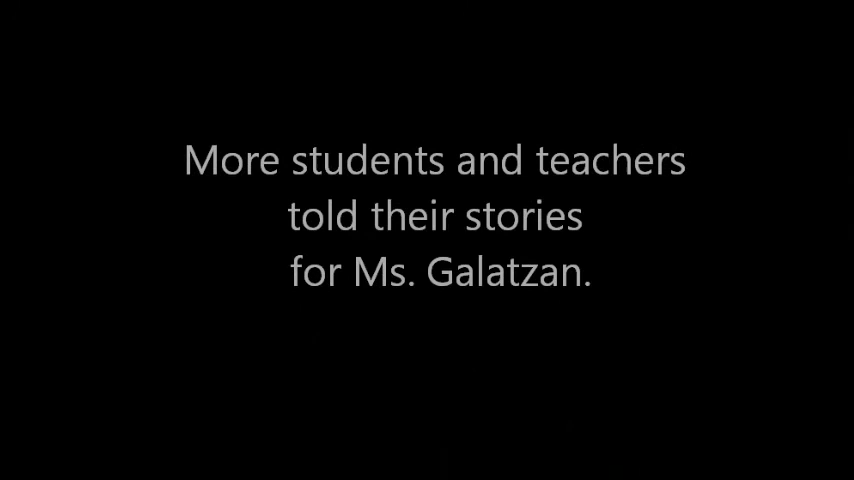 More students and teachers
told their stories
for Ms. Galatzan.